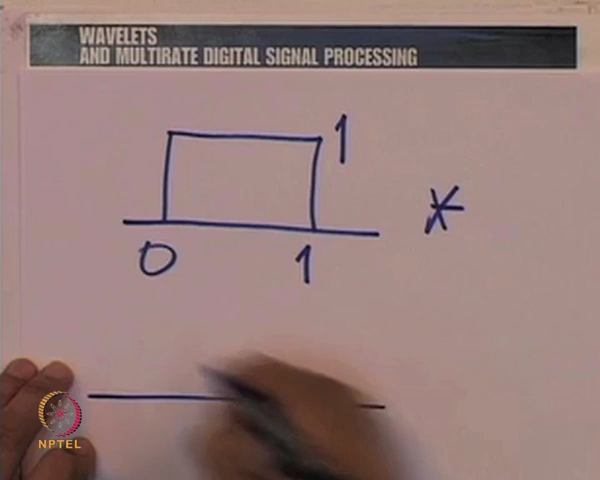 WAVELETS
AND MULTIRATE DIGITAL SIGNAL PROCESSING
1
*
0 1
NPTEL